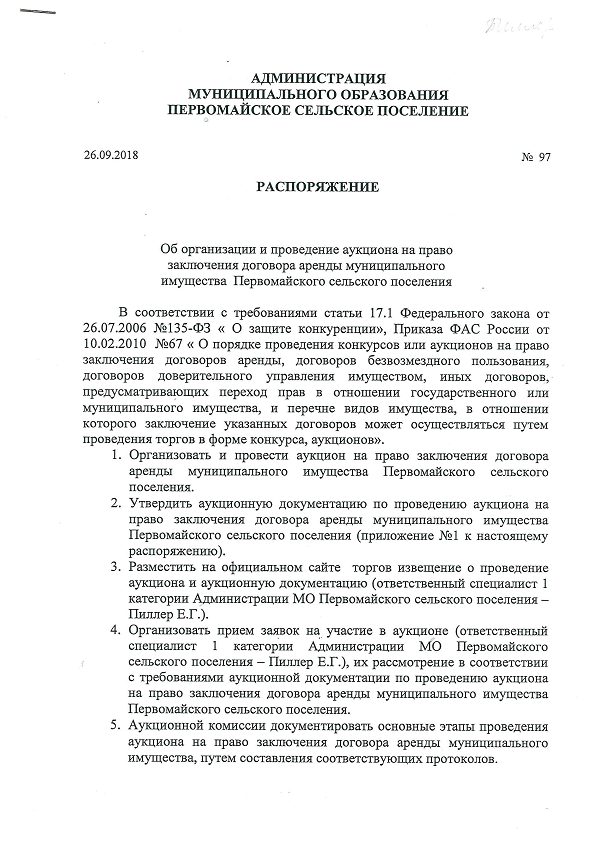 АДМИНИСТРАЦИЯ
МУНИЦИПАЛЬНОГО ОБРАЗОВАНИЯ
ПЕРВОМАЙСКОЕ СЕЛЬСКОЕ ПОСЕЛЕНИЕ
26.09.2018 № 97
РАСПОРЯЖЕНИЕ
Об организации и проведение аукциона на право
заключения договора аренды муниципального
имущества Первомайского сельского поселения
В соответствии с требованиями статьи 17.1 Федерального закона от
26.07.2006 №135-ФЗ « О защите конкуренции», Приказа ФАС России от
10.02.2010 №67 « О порядке проведения конкурсов или аукционов на право
заключения договоров аренды, договоров безвозмездного пользования,
договоров доверительного управления имуществом, иных договоров,
предусматривающих переход прав в отношении государственного или
муниципального имущества, и перечне видов имущества, в отношении
которого заключение указанных договоров может осуществляться путем
проведения торгов в форме конкурса, аукционов».
1. Организовать и провести аукцион на право заключения договора
аренды муниципального имущества Первомайского сельского
поселения.
2. Утвердить аукционную документацию по проведению аукциона на
право заключения договора аренды муниципального имущества
Первомайского сельского поселения (приложение №1 к настоящему
распоряжению).
3. Разместить на официальном сайте торгов извещение о проведение
аукциона и аукционную документацию (ответственный специалист 1
категории Администрации МО Первомайского сельского поселения –
Пиллер Е.Г.).
4. Организовать прием заявок на участие в аукционе (ответственный
специалист 1 категории Администрации МО Первомайского
сельского поселения – Пиллер Е.Г.), их рассмотрение в соответствии
с требованиями аукционной документации по проведению аукциона
на право заключения договора аренды муниципального имущества
Первомайского сельского поселения.
5. Аукционной комиссии документировать основные этапы проведения
аукциона на право заключения договора аренды муниципального
имущества, путем составления соответствующих протоколов.